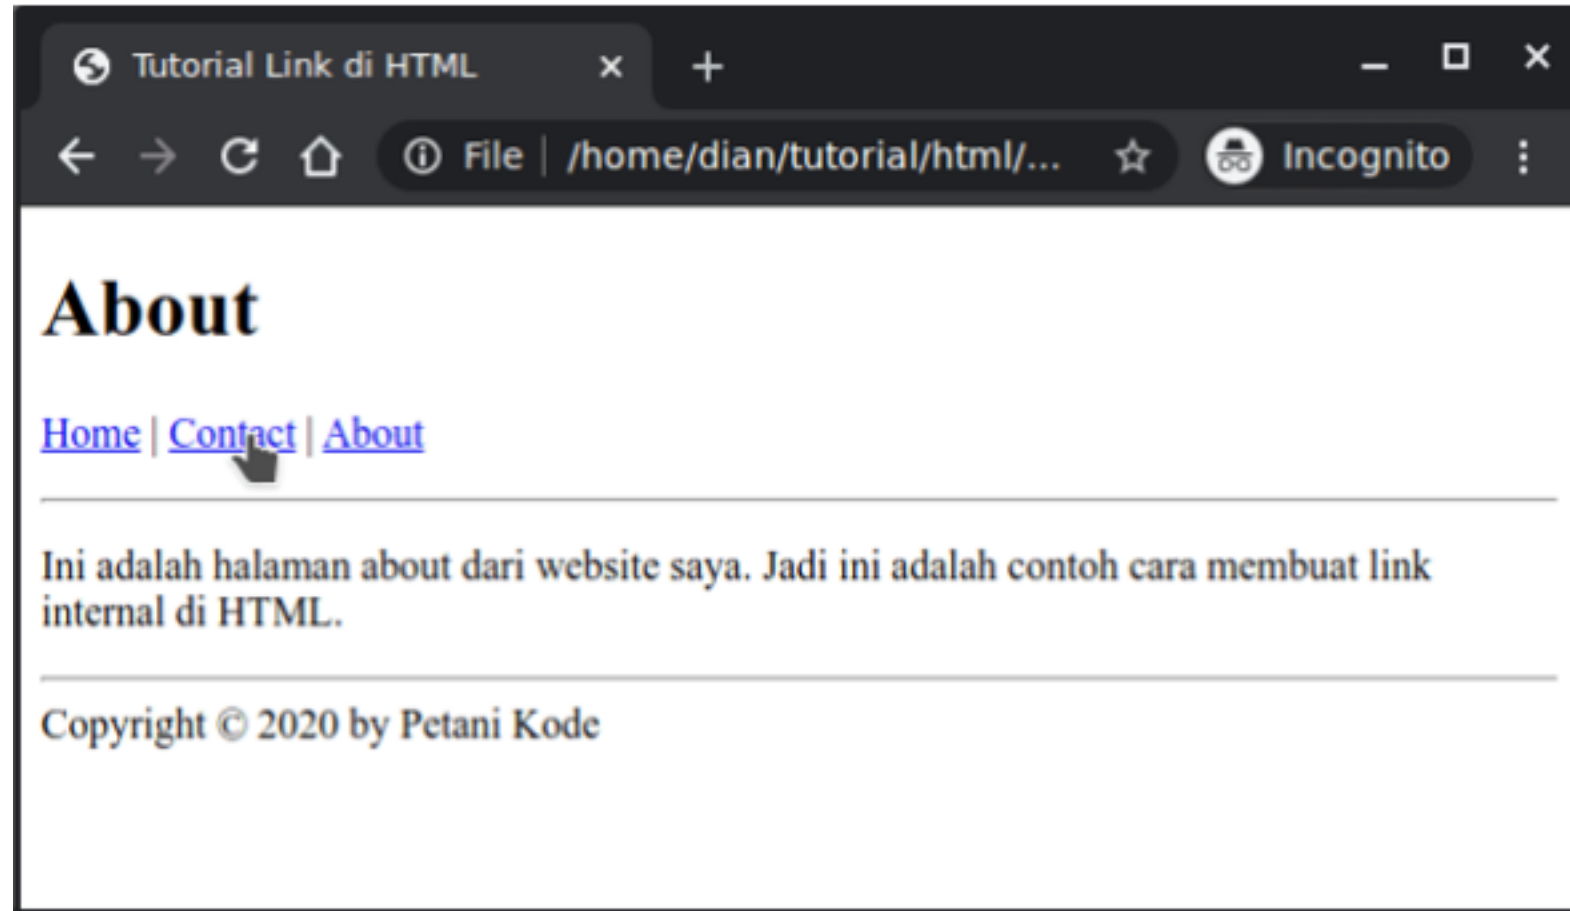 Tutorial Link di HTML
File | /home/dian/tutorial/html/... Incognito
About
Home | Contact | About
Ini adalah halaman about dari website saya. Jadi ini adalah contoh cara membuat link
internal di HTML.
Copyright © 2020 by Petani Kode